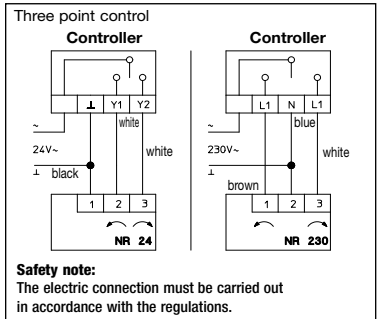 Three point control
Controller
Controller
⊥ Y1 Y2
L1 N L1
white
blue
~
~
24V~
white
230V~
white
⊥
black
⊥
brown
1 2 3
1 2 3
NR 24
NR 230
Safety note:
The electric connection must be carried out
in accordance with the regulations.